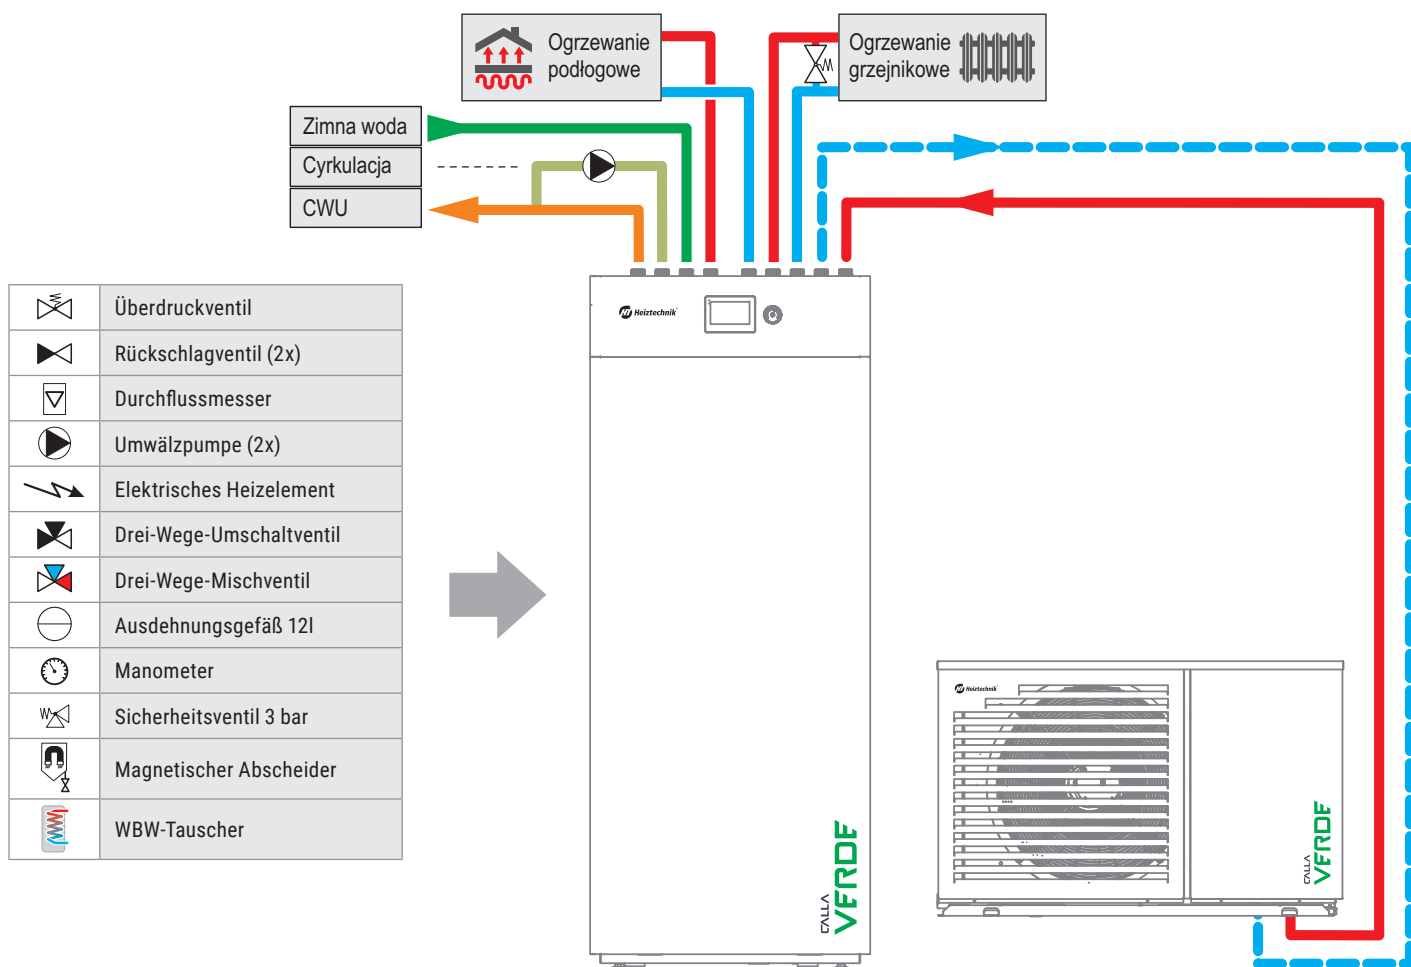 Ogrzewanie
podłogowe
Ogrzewanie
grzejnikowe
Zimna woda
Cyrkulacja
CWU
Überdruckventil
Rückschlagventil (2x)
Durchflussmesser
Umwälzpumpe (2x)
Elektrisches Heizelement
Drei-Wege-Umschaltventil
Drei-Wege-Mischventil
Ausdehnungsgefäß 12l
Manometer
Sicherheitsventil 3 bar
Magnetischer Abscheider
WBW-Tauscher
HT Heiztechnik
CALLA
VERDE
HT Heiztechnik
CALLA
VERDE